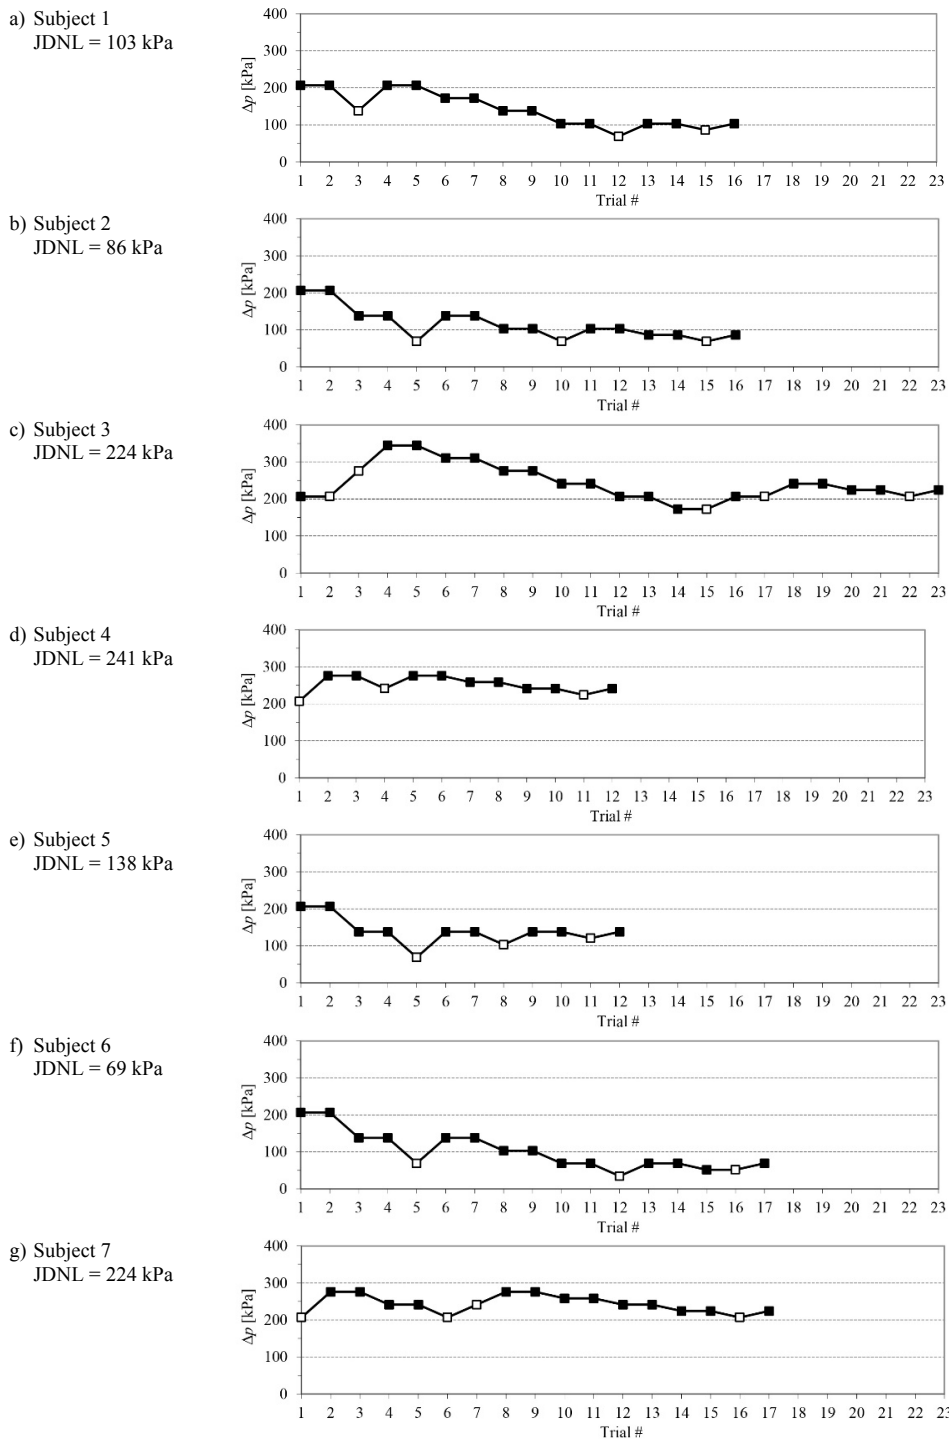 a) Subject 1
JDNL = 103 kPa
Δp [kPa]
400
300
200
100
0
1 2 3 4 5 6 7 8 9 10 11 12 13 14 15 16 17 18 19 20 21 22 23
Trial #
b) Subject 2
JDNL = 86 kPa
Δp [kPa]
400
300
200
100
0
1 2 3 4 5 6 7 8 9 10 11 12 13 14 15 16 17 18 19 20 21 22 23
Trial #
c) Subject 3
JDNL = 224 kPa
Δp [kPa]
400
300
200
100
0
1 2 3 4 5 6 7 8 9 10 11 12 13 14 15 16 17 18 19 20 21 22 23
Trial #
d) Subject 4
JDNL = 241 kPa
Δp [kPa]
400
300
200
100
0
1 2 3 4 5 6 7 8 9 10 11 12 13 14 15 16 17 18 19 20 21 22 23
Trial #
e) Subject 5
JDNL = 138 kPa
Δp [kPa]
400
300
200
100
0
1 2 3 4 5 6 7 8 9 10 11 12 13 14 15 16 17 18 19 20 21 22 23
Trial #
f) Subject 6
JDNL = 69 kPa
Δp [kPa]
400
300
200
100
0
1 2 3 4 5 6 7 8 9 10 11 12 13 14 15 16 17 18 19 20 21 22 23
Trial #
g) Subject 7
JDNL = 224 kPa
Δp [kPa]
400
300
200
100
0
1 2 3 4 5 6 7 8 9 10 11 12 13 14 15 16 17 18 19 20 21 22 23
Trial #